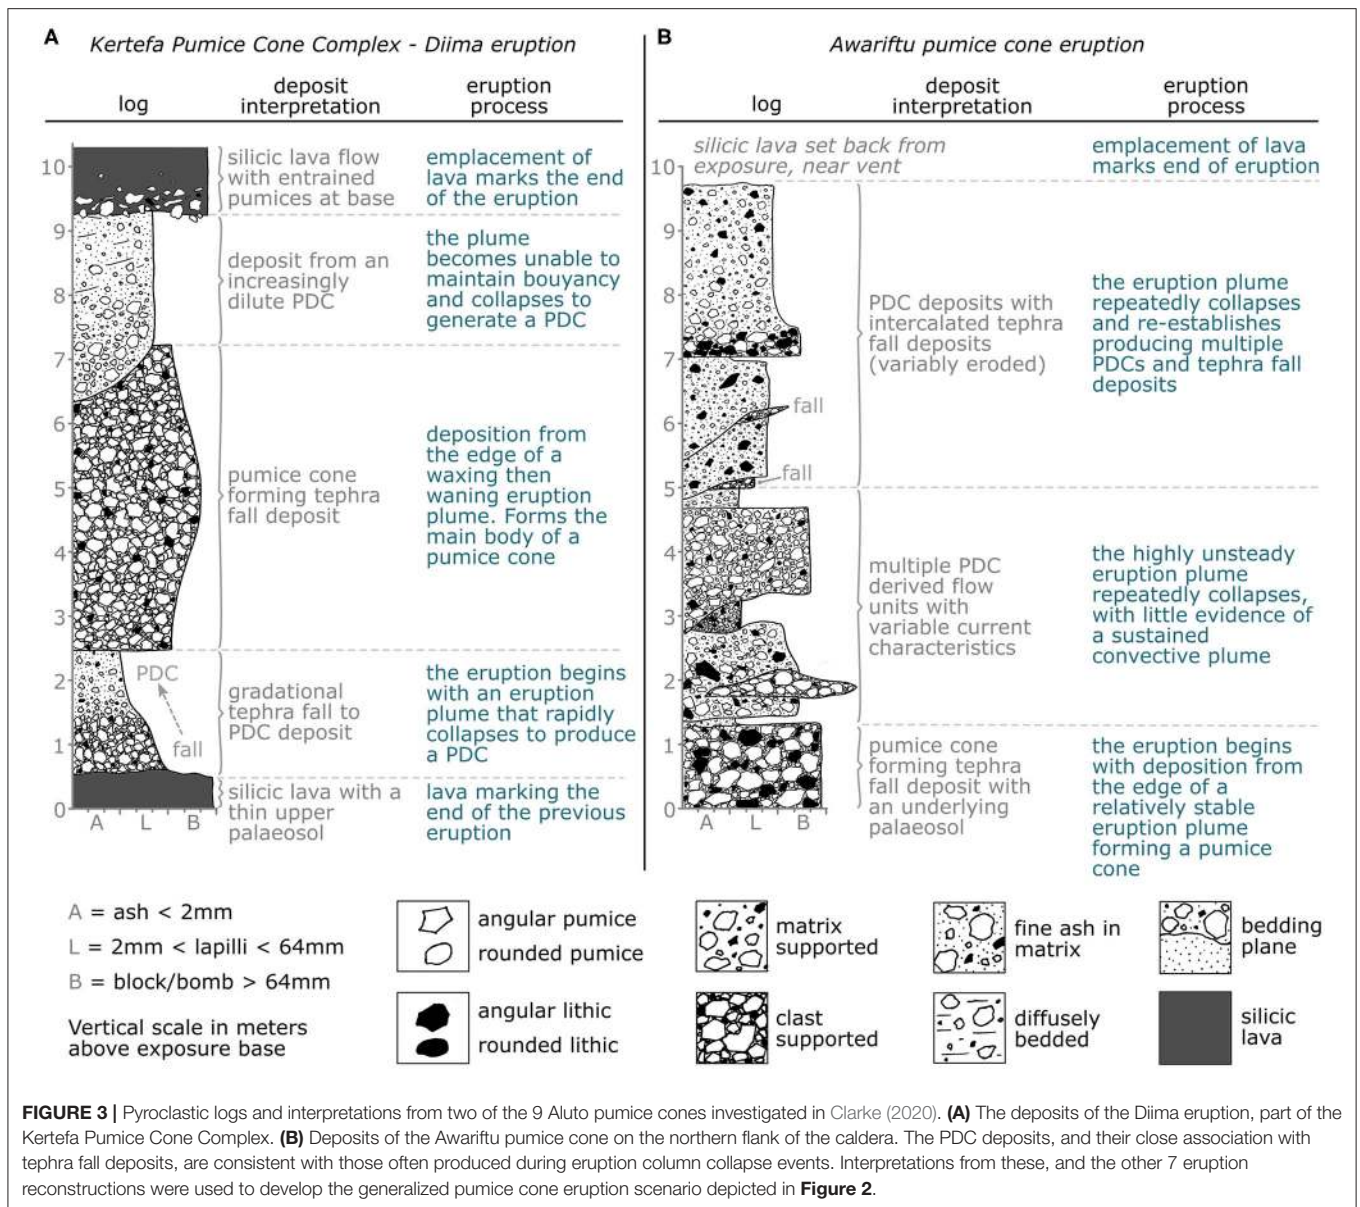 A
Kertefa Pumice Cone Complex - Diima eruption
log
deposit
interpretation
eruption
process
10
9
8
7
6
5
4
3
2
1
0
A
L
B
PDC
fall
silicic lava flow
with entrained
pumices at base
emplacement of
lava marks the end
of the eruption
deposit from an
increasingly
dilute PDC
the plume
becomes unable to
maintain bouyancy
and collapses to
generate a PDC
pumice cone
forming tephra
fall deposit
deposition from
the edge of a
waxing then
waning eruption
plume. Forms the
main body of a
pumice cone
gradational
tephra fall to
PDC deposit
the eruption begins
with an eruption
plume that rapidly
collapses to produce
a PDC
silicic lava with a
thin upper
palaeosol
lava marking the
end of the previous
eruption
B
Awariftu pumice cone eruption
log
deposit
interpretation
eruption
process
silicic lava set back from
exposure, near vent
emplacement of lava
marks end of eruption
10
9
8
7
6
5
4
3
2
1
0
A
L
B
fall
fall
PDC deposits with
intercalated tephra
fall deposits
(variably eroded)
the eruption plume
repeatedly collapses
and re-establishes
producing multiple
PDCs and tephra fall
deposits
multiple PDC
derived flow
units with
variable current
characteristics
the highly unsteady
eruption plume
repeatedly collapses,
with little evidence of
a sustained
convective plume
pumice cone
forming tephra
fall deposit with
an underlying
palaeosol
the eruption begins
with deposition from
the edge of a
relatively stable
eruption plume
forming a pumice
cone
A = ash < 2mm
L = 2mm < lapilli < 64mm
B = block/bomb > 64mm
Vertical scale in meters
above exposure base
angular pumice
rounded pumice
angular lithic
rounded lithic
matrix
supported
clast
supported
fine ash in
matrix
diffusely
bedded
bedding
plane
silicic
lava
FIGURE 3 | Pyroclastic logs and interpretations from two of the 9 Aluto pumice cones investigated in Clarke (2020). (A) The deposits of the Diima eruption, part of the
Kertefa Pumice Cone Complex. (B) Deposits of the Awariftu pumice cone on the northern flank of the caldera. The PDC deposits, and their close association with
tephra fall deposits, are consistent with those often produced during eruption column collapse events. Interpretations from these, and the other 7 eruption
reconstructions were used to develop the generalized pumice cone eruption scenario depicted in Figure 2.